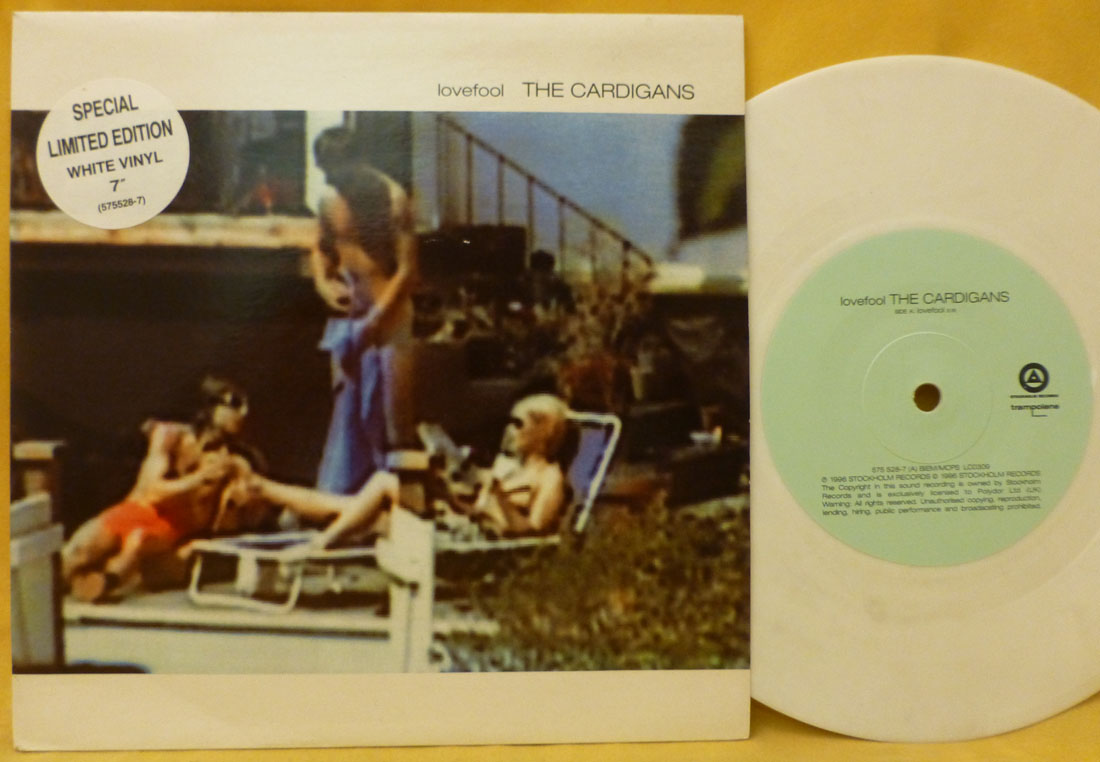 lovefool THE CARDIGANS
SPECIAL
LIMITED EDITION
WHITE VINYL
7"
(575528-7)
lovefool THE CARDIGANS
SIDE A: lovefool
STOCKHOLM RECORDS
trampolene
575 528-7 (A) BIEM/MCPS LC0309
℗ 1996 STOCKHOLM RECORDS © 1996 STOCKHOLM RECORDS
The Copyright in this sound recording is owned by Stockholm
Records and is exclusively licensed to Polydor Ltd (UK)
Warning: All rights reserved. Unauthorised copying, reproduction,
lending, hiring, public performance and broadcasting prohibited.